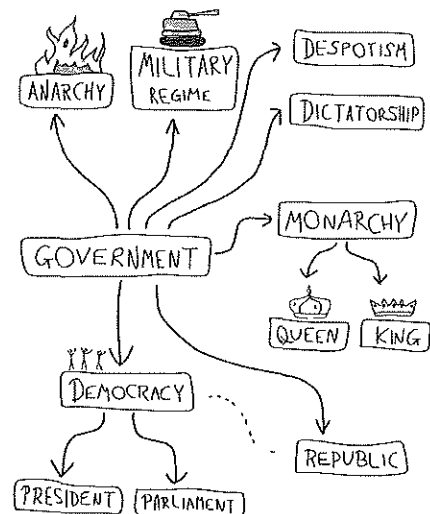 ANARCHY
MILITARY
REGIME
DESPOTISM
DICTATORSHIP
MONARCHY
GOVERNMENT
QUEEN
KING
DEMOCRACY
REPUBLIC
PRESIDENT
PARLIAMENT